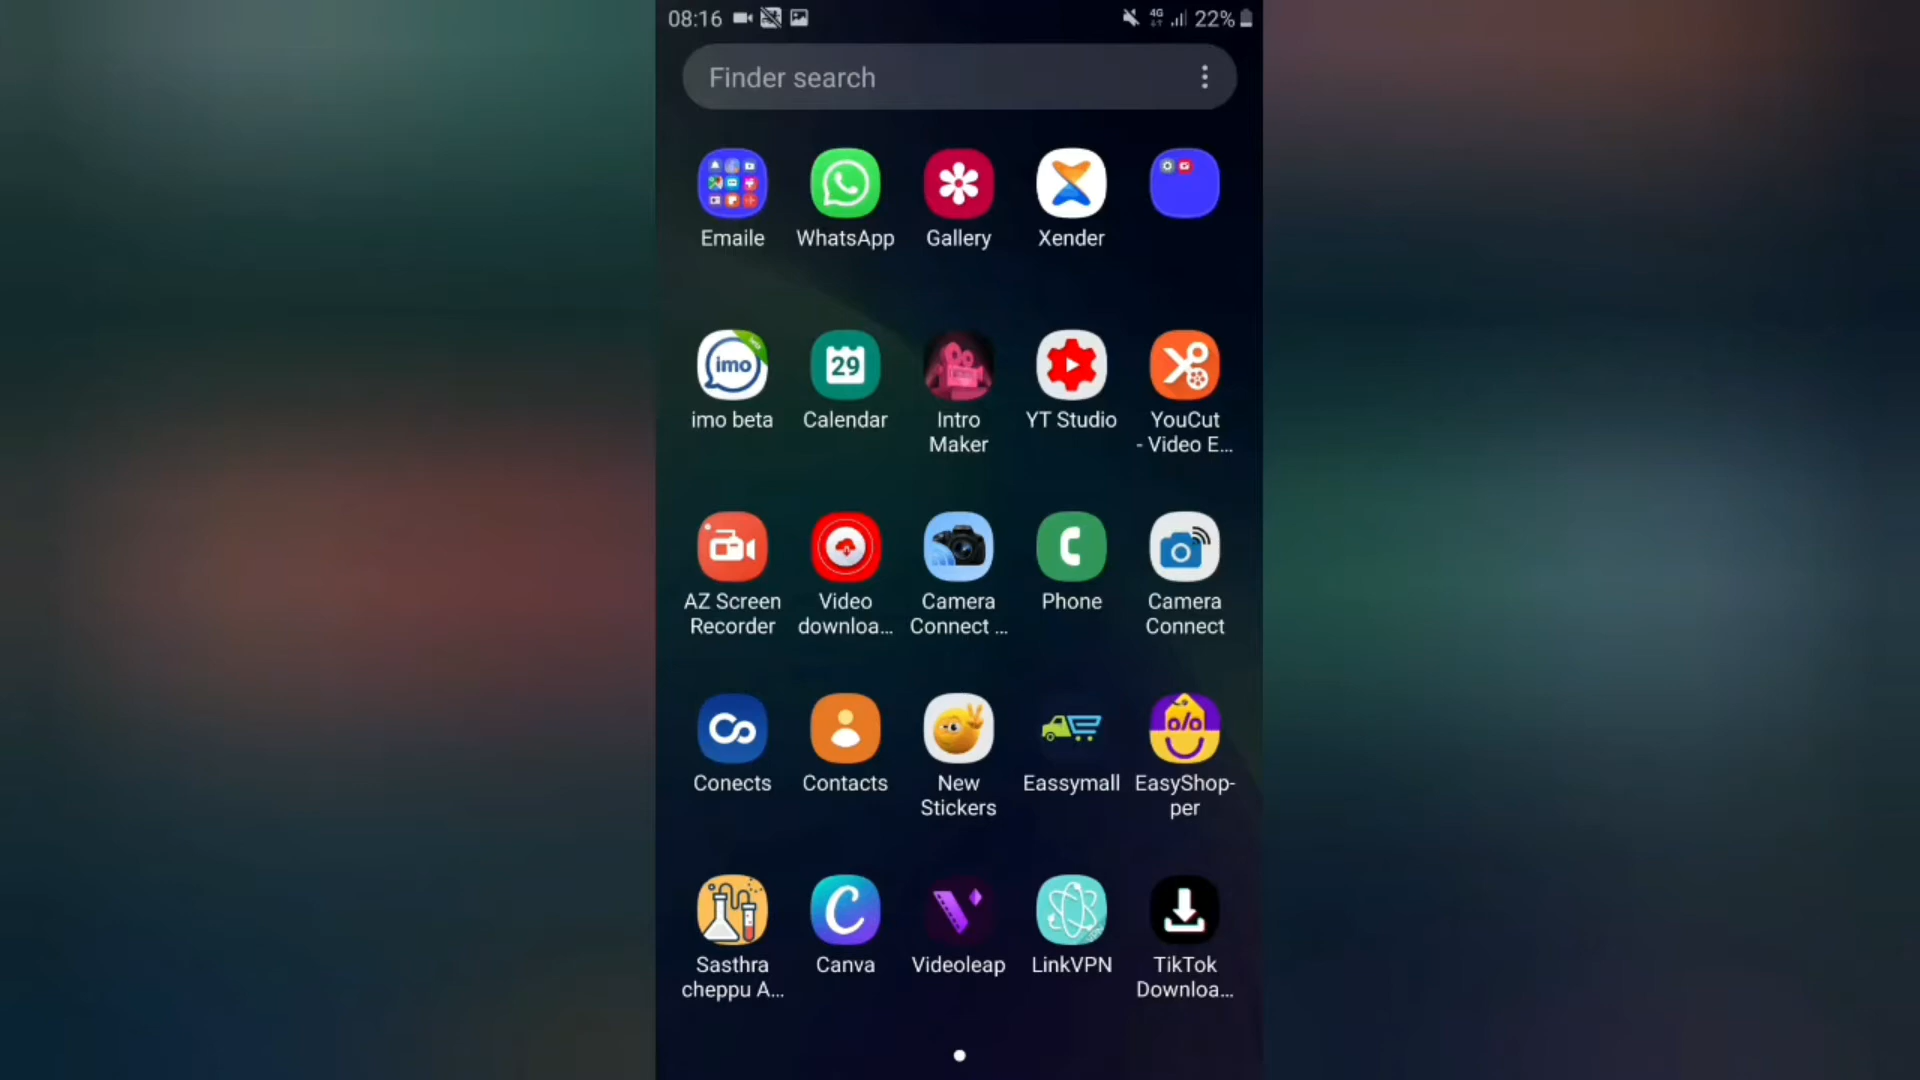 08:16
4G
22%
Finder search
Emaile
WhatsApp
Gallery
Xender
imo
29
imo beta
Calendar
Intro
Maker
YT Studio
YouCut
- Video E...
AZ Screen
Recorder
Video
downloa...
Camera
Connect ...
Phone
Camera
Connect
%
Conects
Contacts
New
Stickers
Eassymall
EasyShop-
per
Sasthra
cheppu A...
Canva
Videoleap
LinkVPN
TikTok
Downloa...